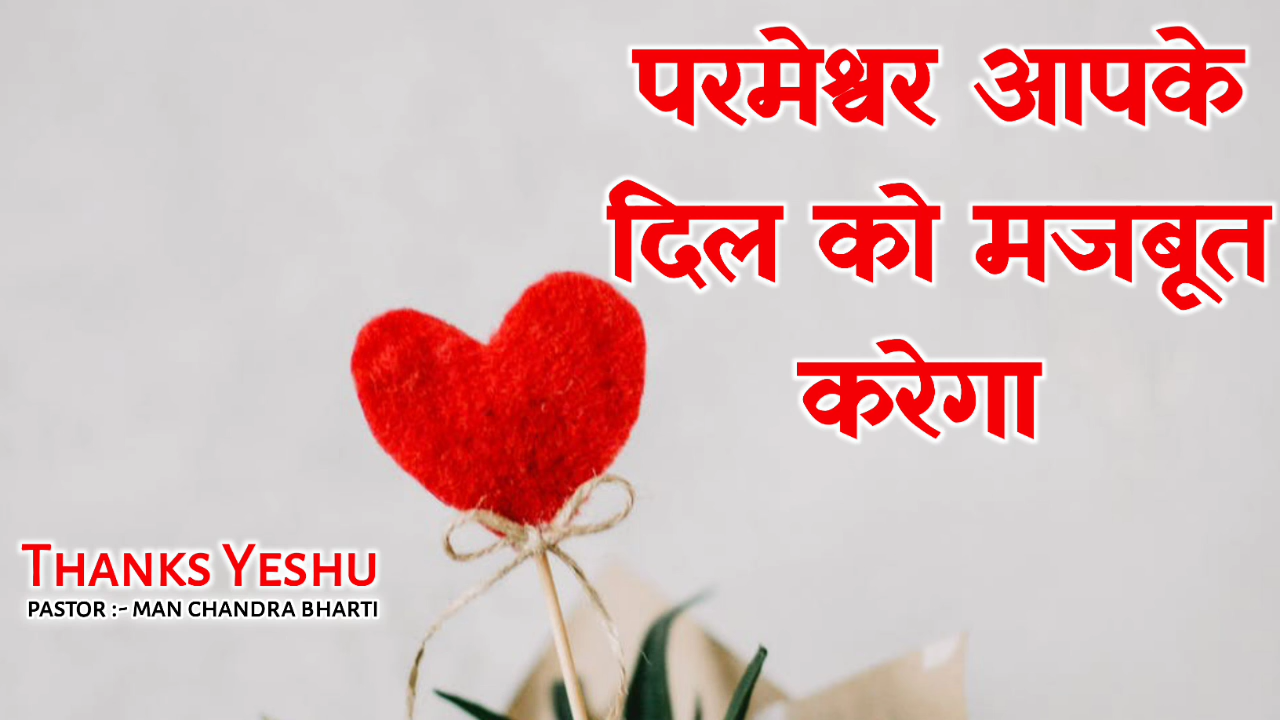 परमेश्वर आपके
दिल को मजबूत
करेगा
THANKS YESHU
PASTOR :- MAN CHANDRA BHARTI